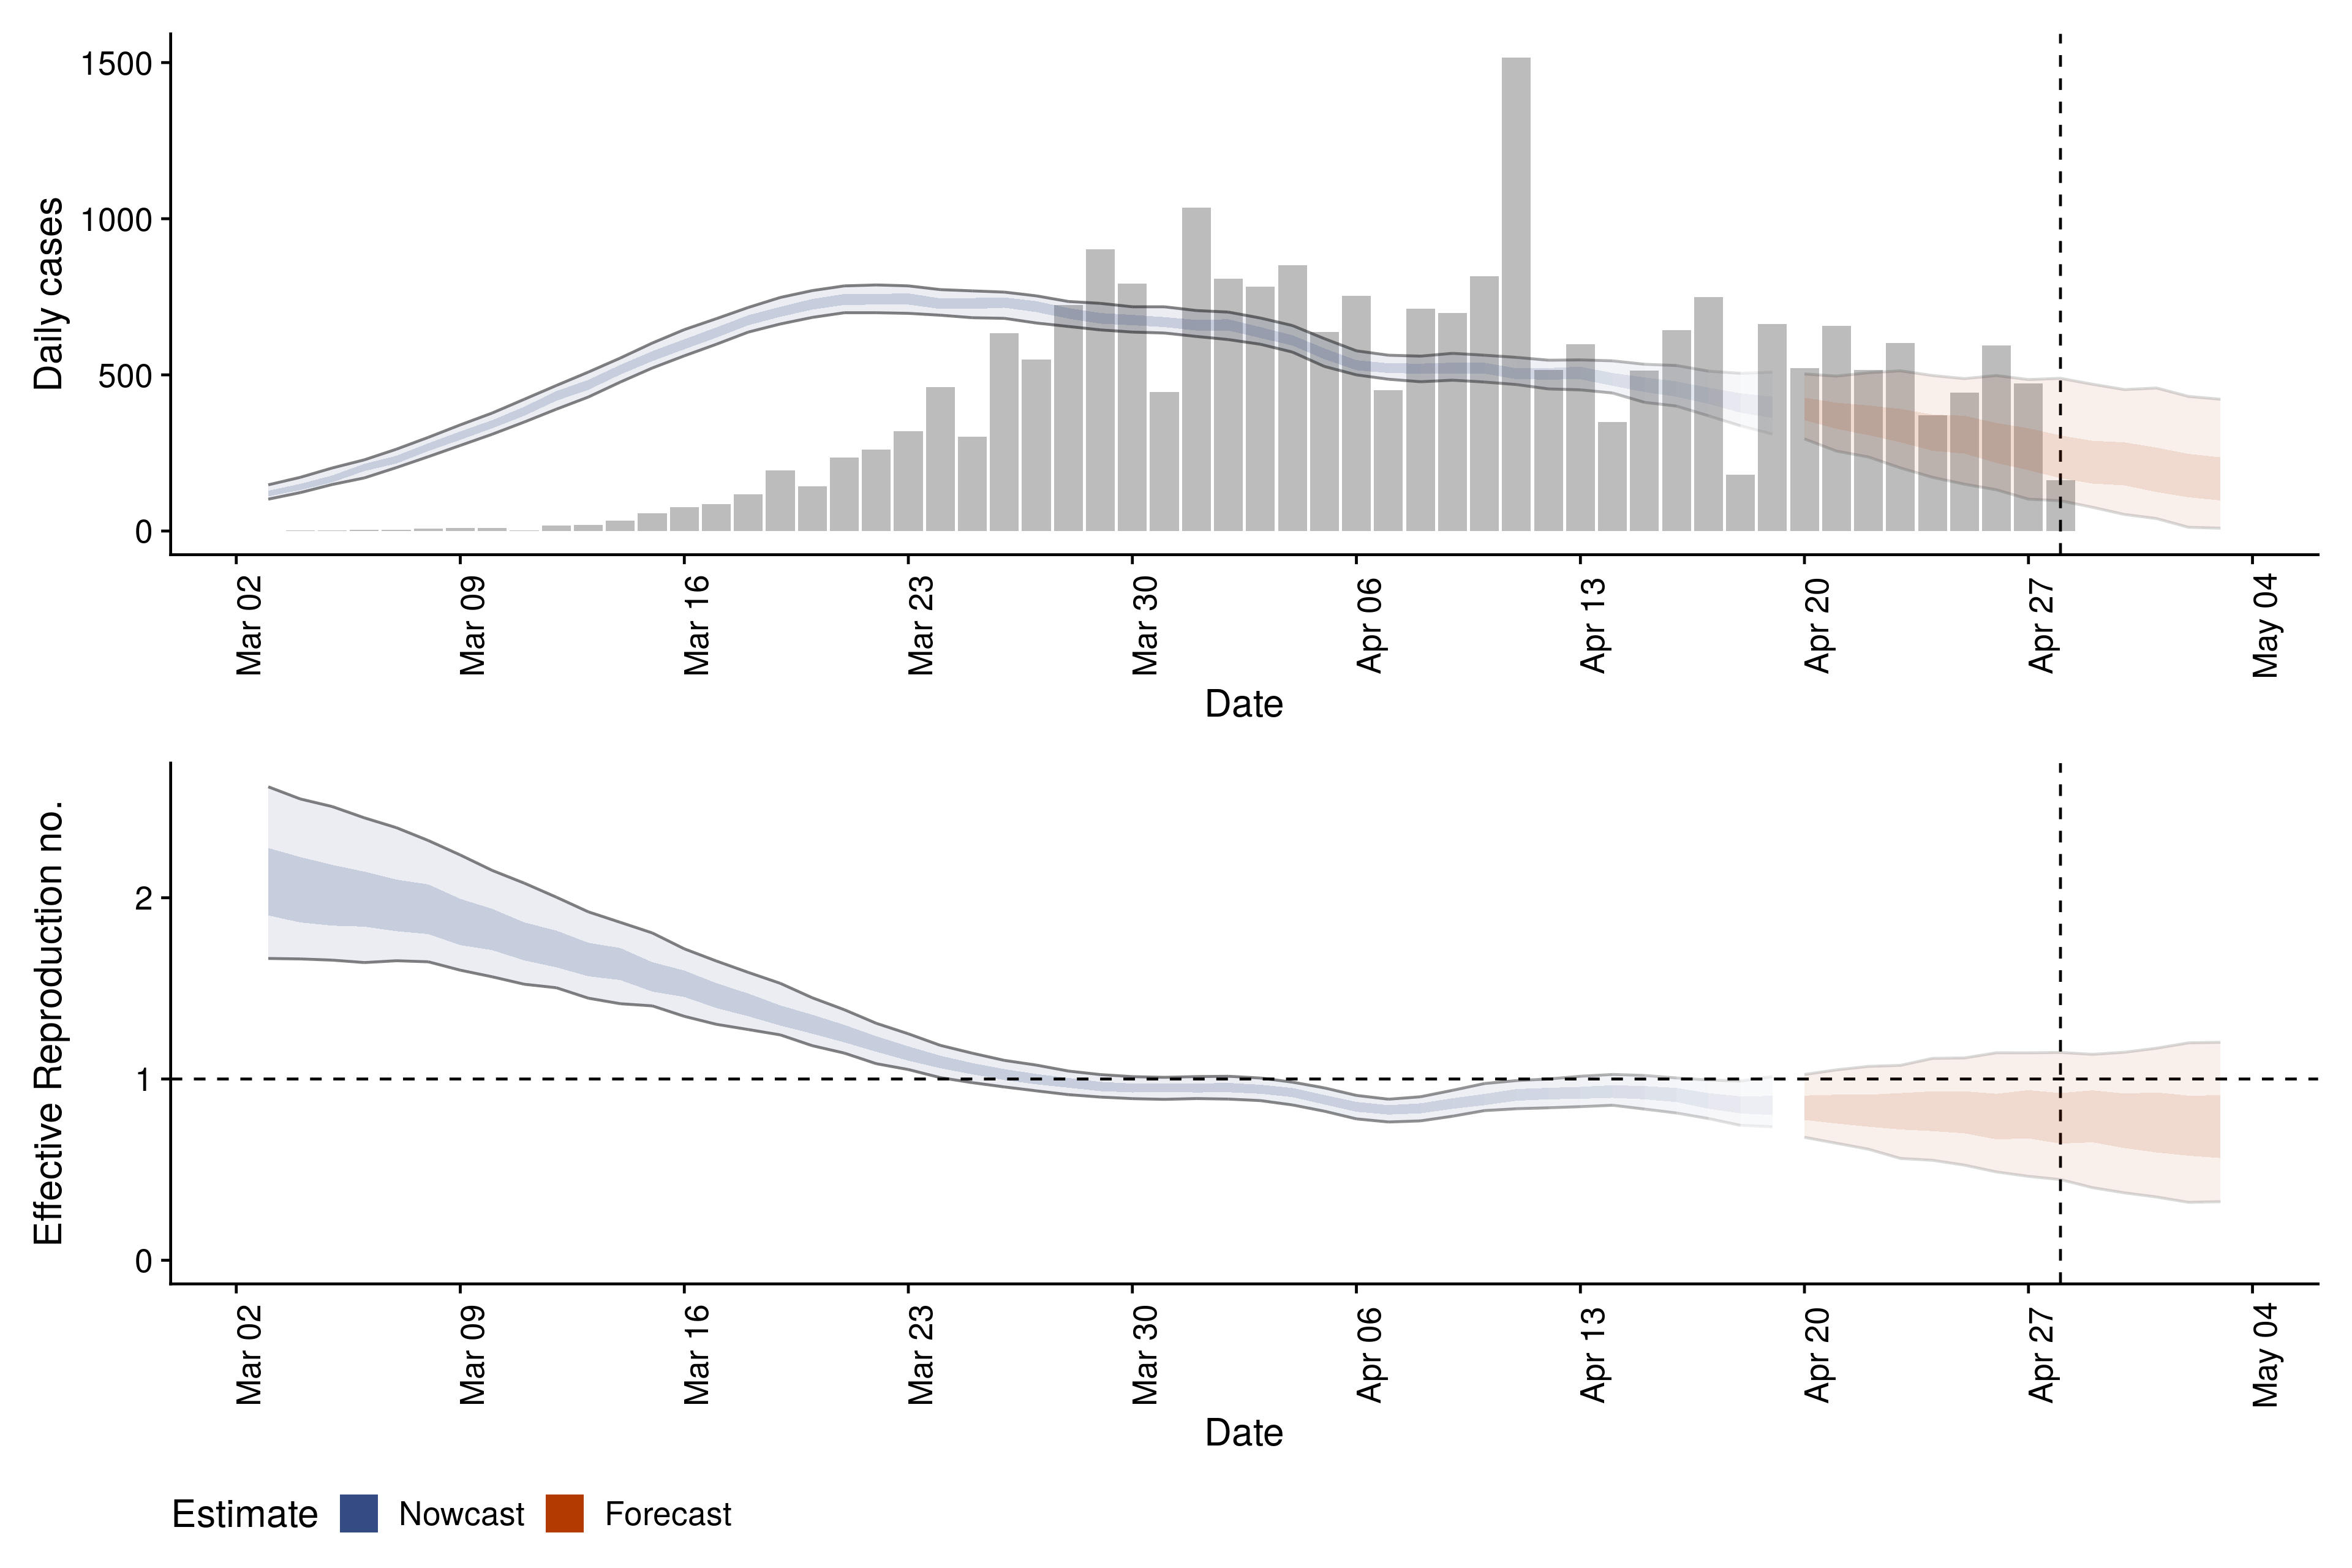 1500
1000
500
0
Daily cases
Mar 02
Mar 09
Mar 16
Mar 23
Mar 30
Apr 06
Apr 13
Apr 20
Apr 27
May 04
Date
2
1
0
Effective Reproduction no.
Mar 02
Mar 09
Mar 16
Mar 23
Mar 30
Apr 06
Apr 13
Apr 20
Apr 27
May 04
Date
Estimate Nowcast Forecast